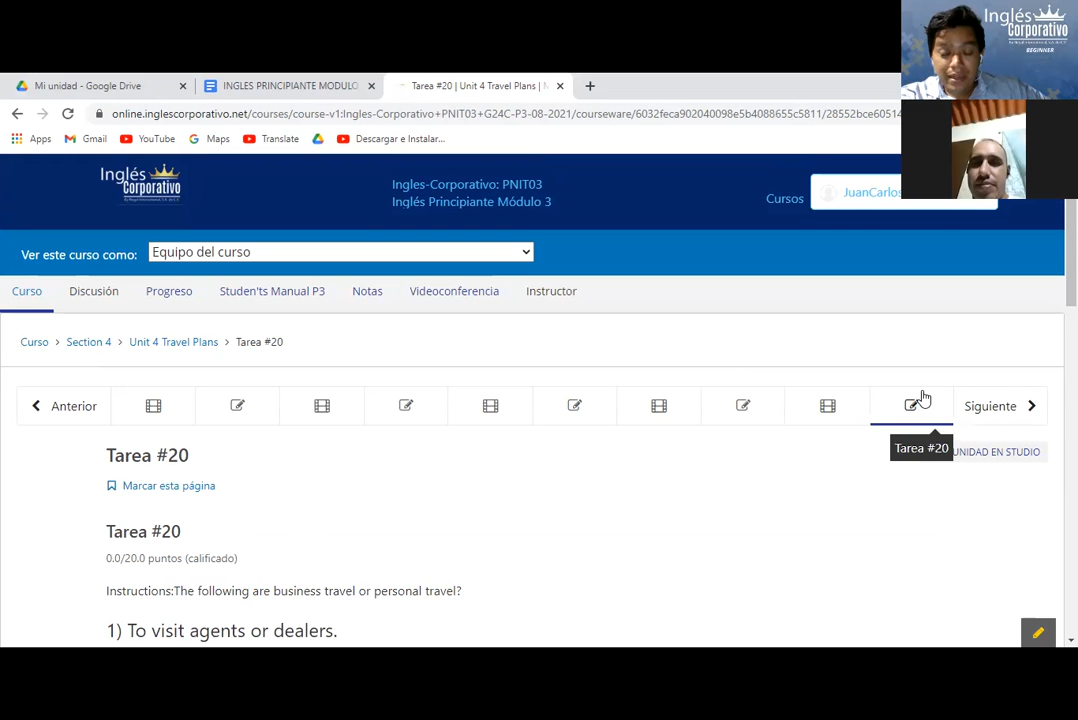 Inglés
Corporativo
BEGINNER
Mi unidad - Google Drive
INGLES PRINCIPIANTE MODULO
Tarea #20 | Unit 4 Travel Plans |
online.inglescorporativo.net/courses/course-v1:Ingles-Corporativo+PNIT03+G24C-P3-08-2021/courseware/6032feca902040098e5b4088655c5811/28552bce6051
Apps
Gmail
YouTube
Maps
Translate
Descargar e Instalar...
Inglés
Corporativo
Ingles-Corporativo: PNIT03
Inglés Principiante Módulo 3
Cursos
JuanCarlos
Ver este curso como:
Equipo del curso
Curso
Discusión
Progreso
Studen'ts Manual P3
Notas
Videoconferencia
Instructor
Curso > Section 4 > Unit 4 Travel Plans > Tarea #20
Anterior
Siguiente
Tarea #20
Tarea #20
UNIDAD EN STUDIO
Marcar esta página
Tarea #20
0.0/20.0 puntos (calificado)
Instructions:The following are business travel or personal travel?
1) To visit agents or dealers.